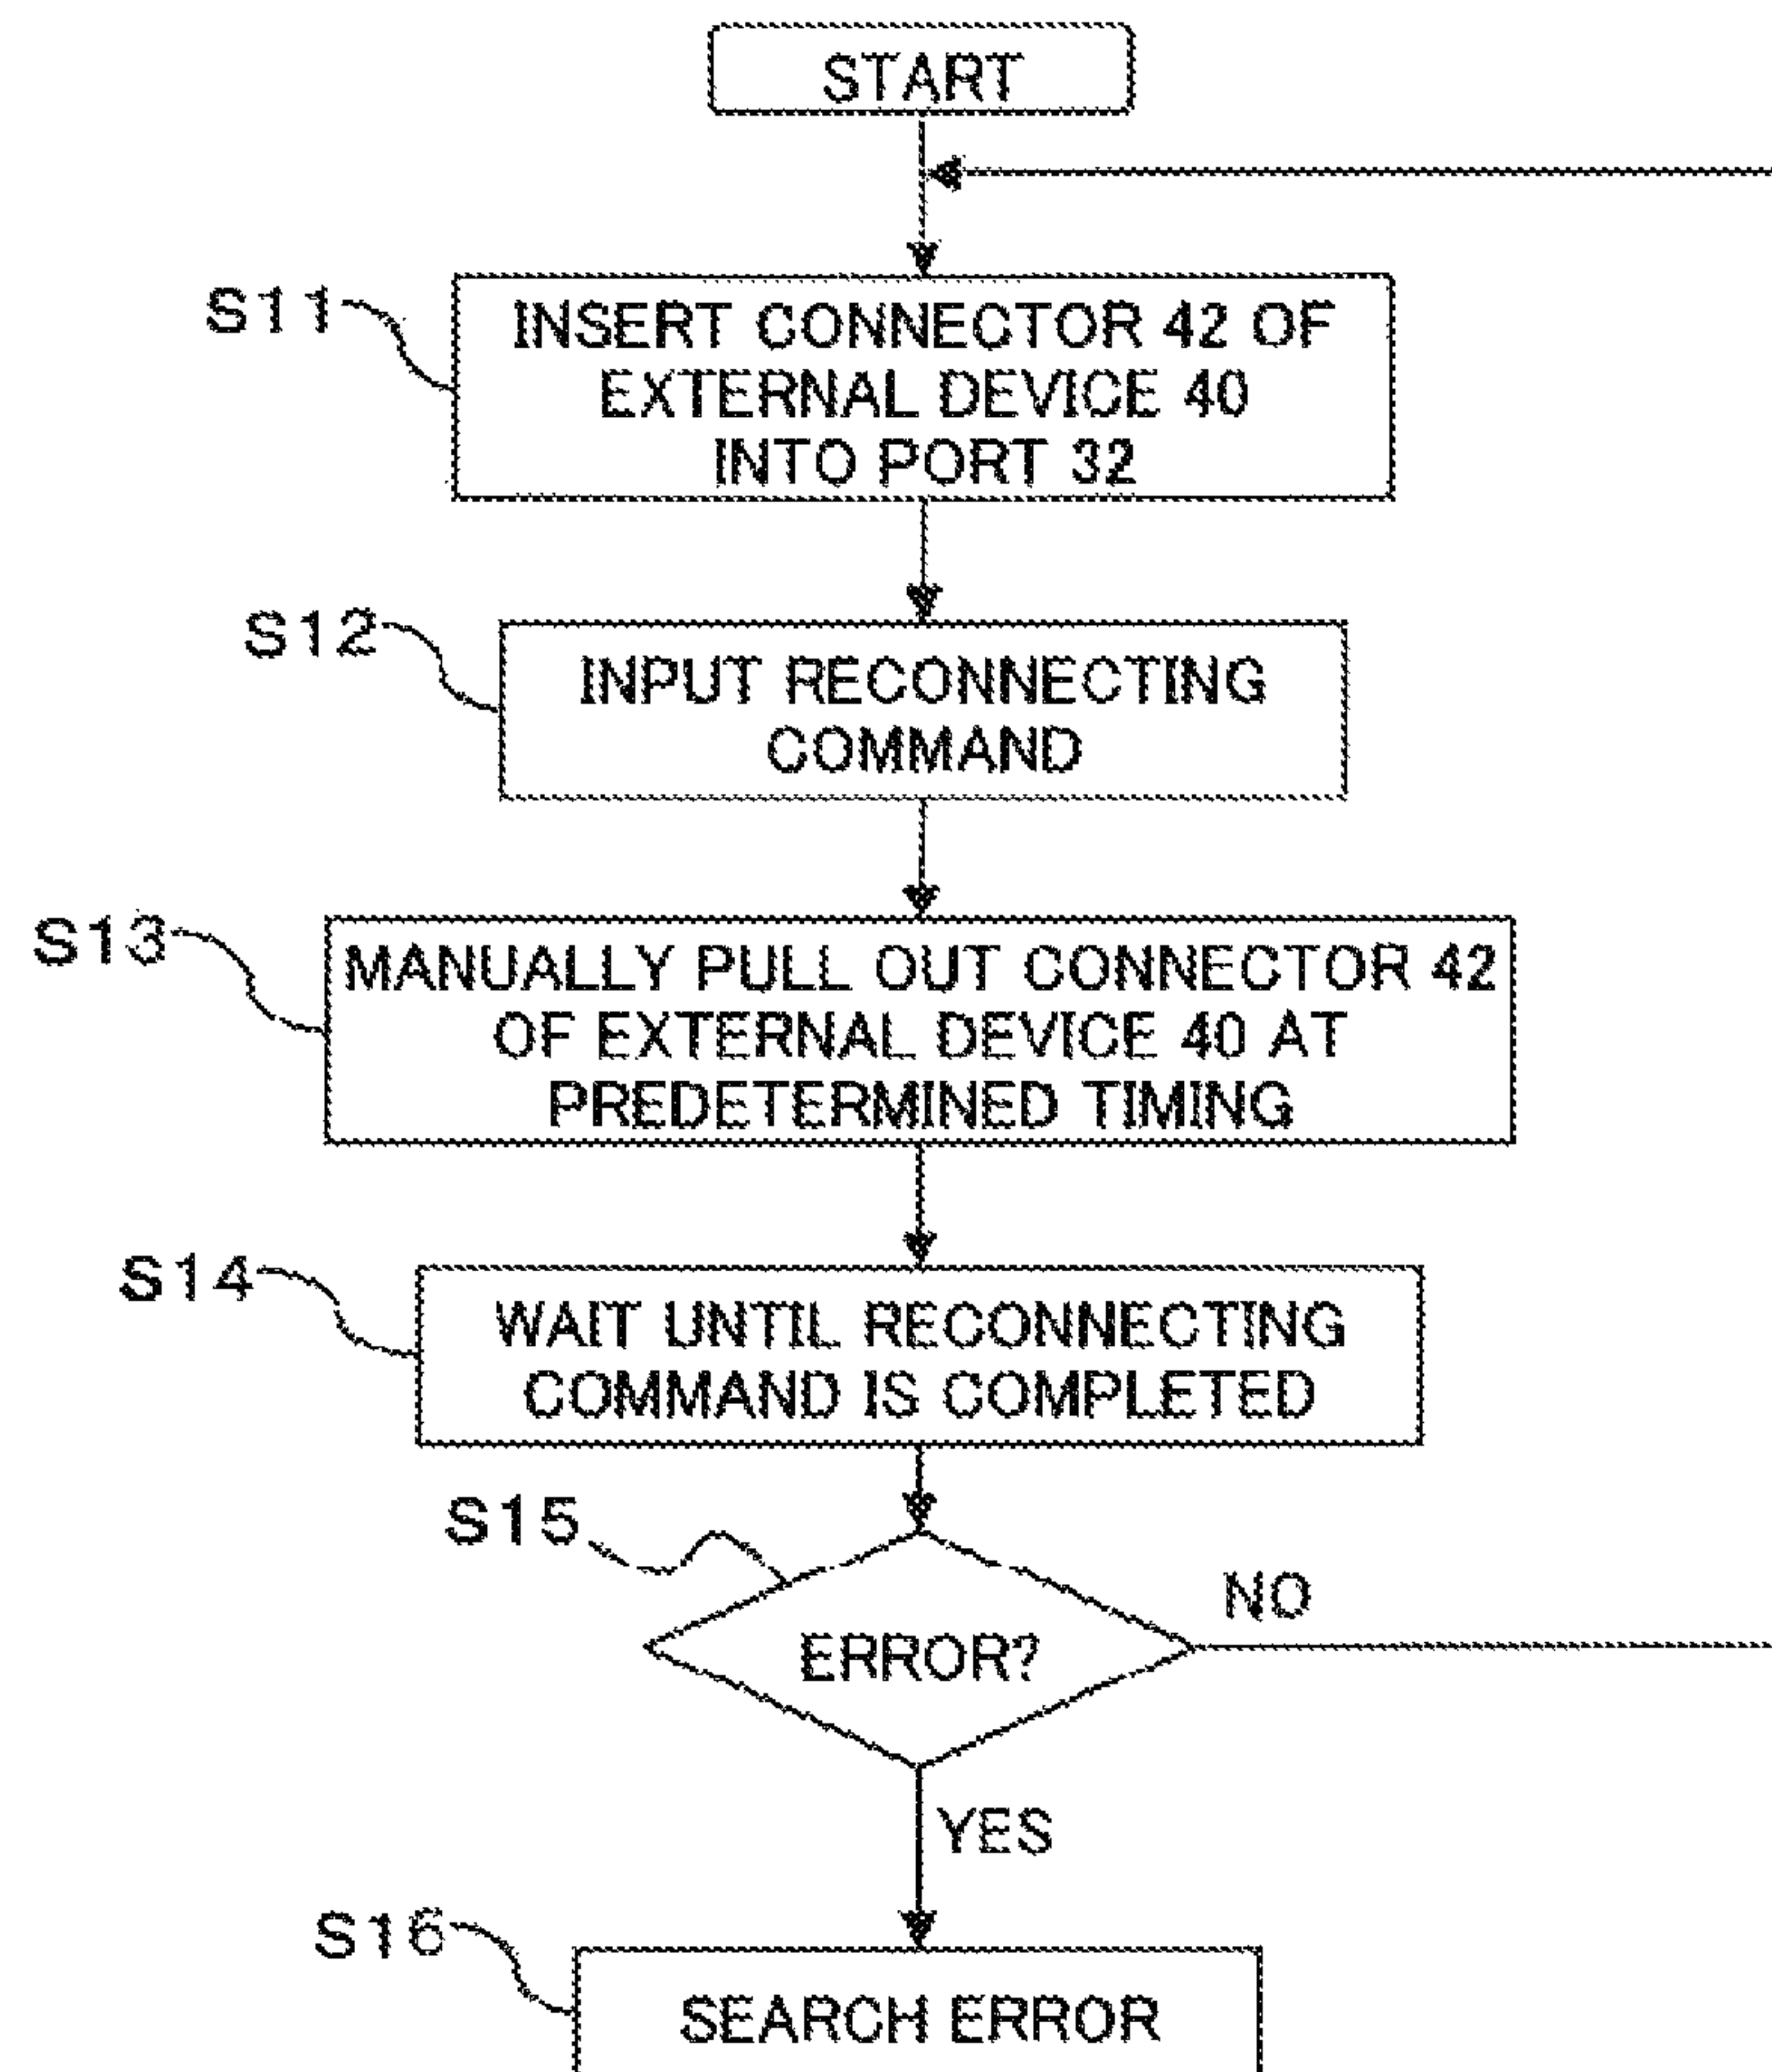 START
S11
INSERT CONNECTOR 42 OF
EXTERNAL DEVICE 40
INTO PORT 32
S12
INPUT RECONNECTING
COMMAND
S13
MANUALLY PULL OUT CONNECTOR 42
OF EXTERNAL DEVICE 40 AT
PREDETERMINED TIMING
S14
WAIT UNTIL RECONNECTING
COMMAND IS COMPLETED
S15
ERROR?
NO
YES
S16
SEARCH ERROR